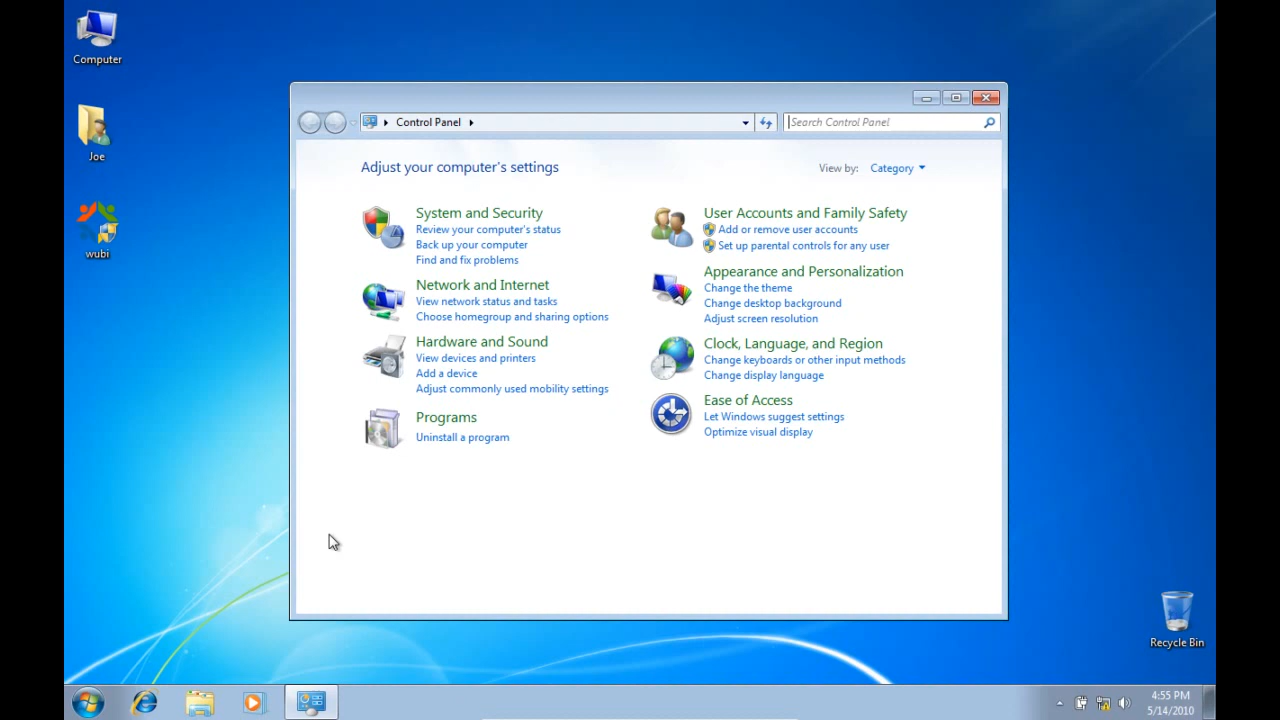 Computer
Joe
wubi
Control Panel
Search Control Panel
Adjust your computer's settings
View by: Category
System and Security
Review your computer's status
Back up your computer
Find and fix problems
Network and Internet
View network status and tasks
Choose homegroup and sharing options
Hardware and Sound
View devices and printers
Add a device
Adjust commonly used mobility settings
Programs
Uninstall a program
User Accounts and Family Safety
Add or remove user accounts
Set up parental controls for any user
Appearance and Personalization
Change the theme
Change desktop background
Adjust screen resolution
Clock, Language, and Region
Change keyboards or other input methods
Change display language
Ease of Access
Let Windows suggest settings
Optimize visual display
Recycle Bin
4:55 PM
5/14/2010